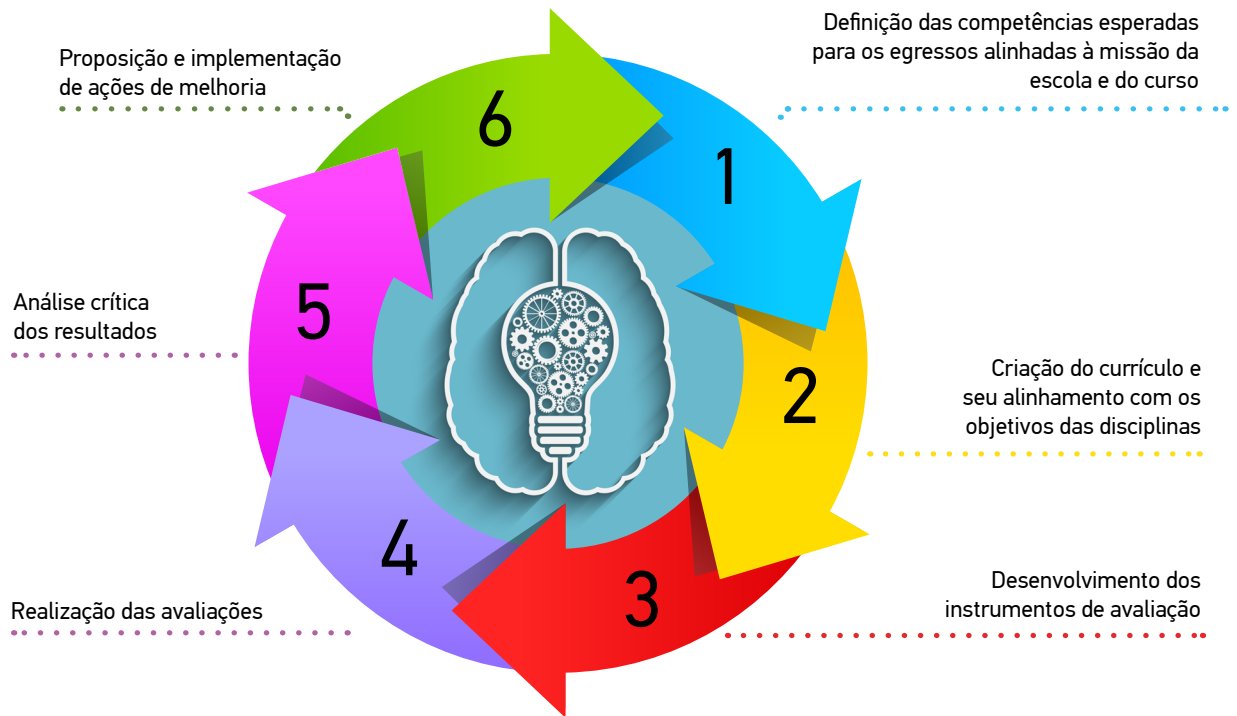 1
Definição das competências esperadas
para os egressos alinhadas à missão da
escola e do curso
2
Criação do currículo e
seu alinhamento com os
objetivos das disciplinas
3
Desenvolvimento dos
instrumentos de avaliação
4
Realização das avaliações
5
Análise crítica
dos resultados
6
Proposição e implementação
de ações de melhoria